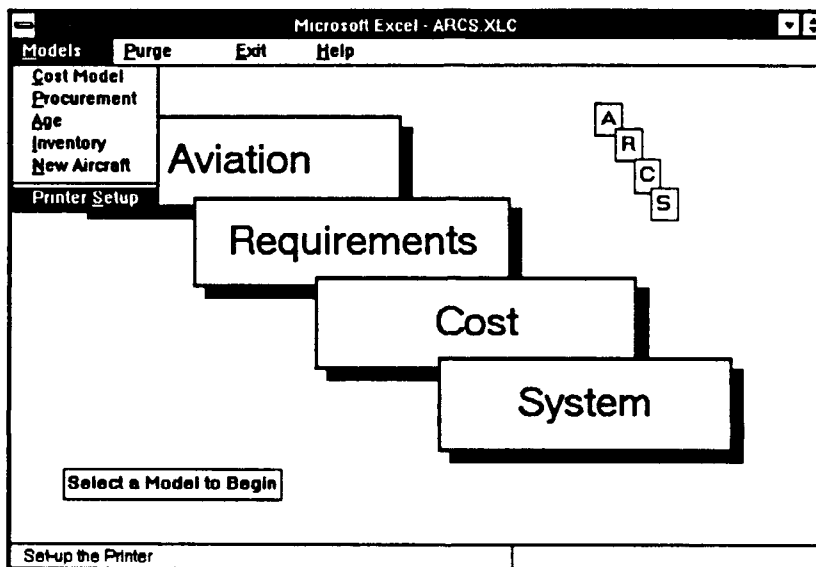 Microsoft Excel - ARCS.XLC
Models Purge Exit Help
Cost Model
Procurement
Age
Inventory
New Aircraft
Printer Setup
Aviation
Requirements
Cost
System
A
R
C
S
Select a Model to Begin
Set-up the Printer